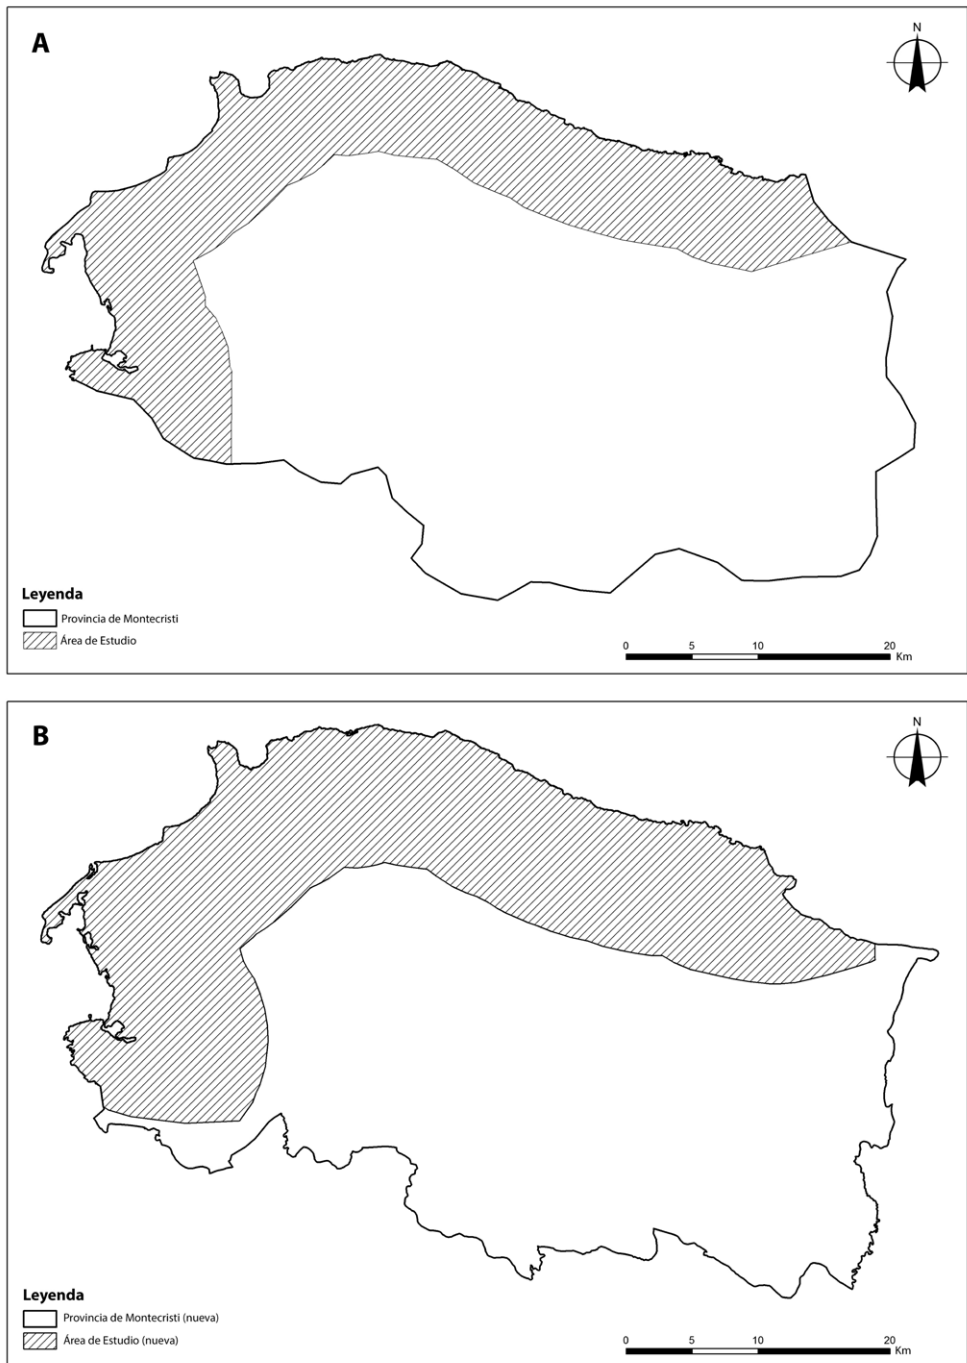 A
N
Leyenda
Provincia de Montecristi
Área de Estudio
0 5 10 20
Km
B
N
Leyenda
Provincia de Montecristi (nueva)
Área de Estudio (nueva)
0 5 10 20
Km